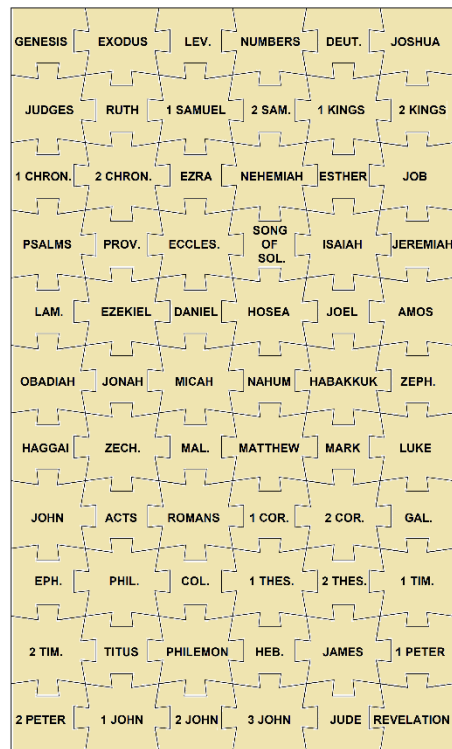 GENESIS EXODUS LEV. NUMBERS DEUT. JOSHUA
JUDGES RUTH 1 SAMUEL 2 SAM. 1 KINGS 2 KINGS
1 CHRON. 2 CHRON. EZRA NEHEMIAH ESTHER JOB
PSALMS PROV. ECCLES. SONG OF SOL. ISAIAH JEREMIAH
LAM. EZEKIEL DANIEL HOSEA JOEL AMOS
OBADIAH JONAH MICAH NAHUM HABAKKUK ZEPH.
HAGGAI ZECH. MAL. MATTHEW MARK LUKE
JOHN ACTS ROMANS 1 COR. 2 COR. GAL.
EPH. PHIL. COL. 1 THES. 2 THES. 1 TIM.
2 TIM. TITUS PHILEMON HEB. JAMES 1 PETER
2 PETER 1 JOHN 2 JOHN 3 JOHN JUDE REVELATION